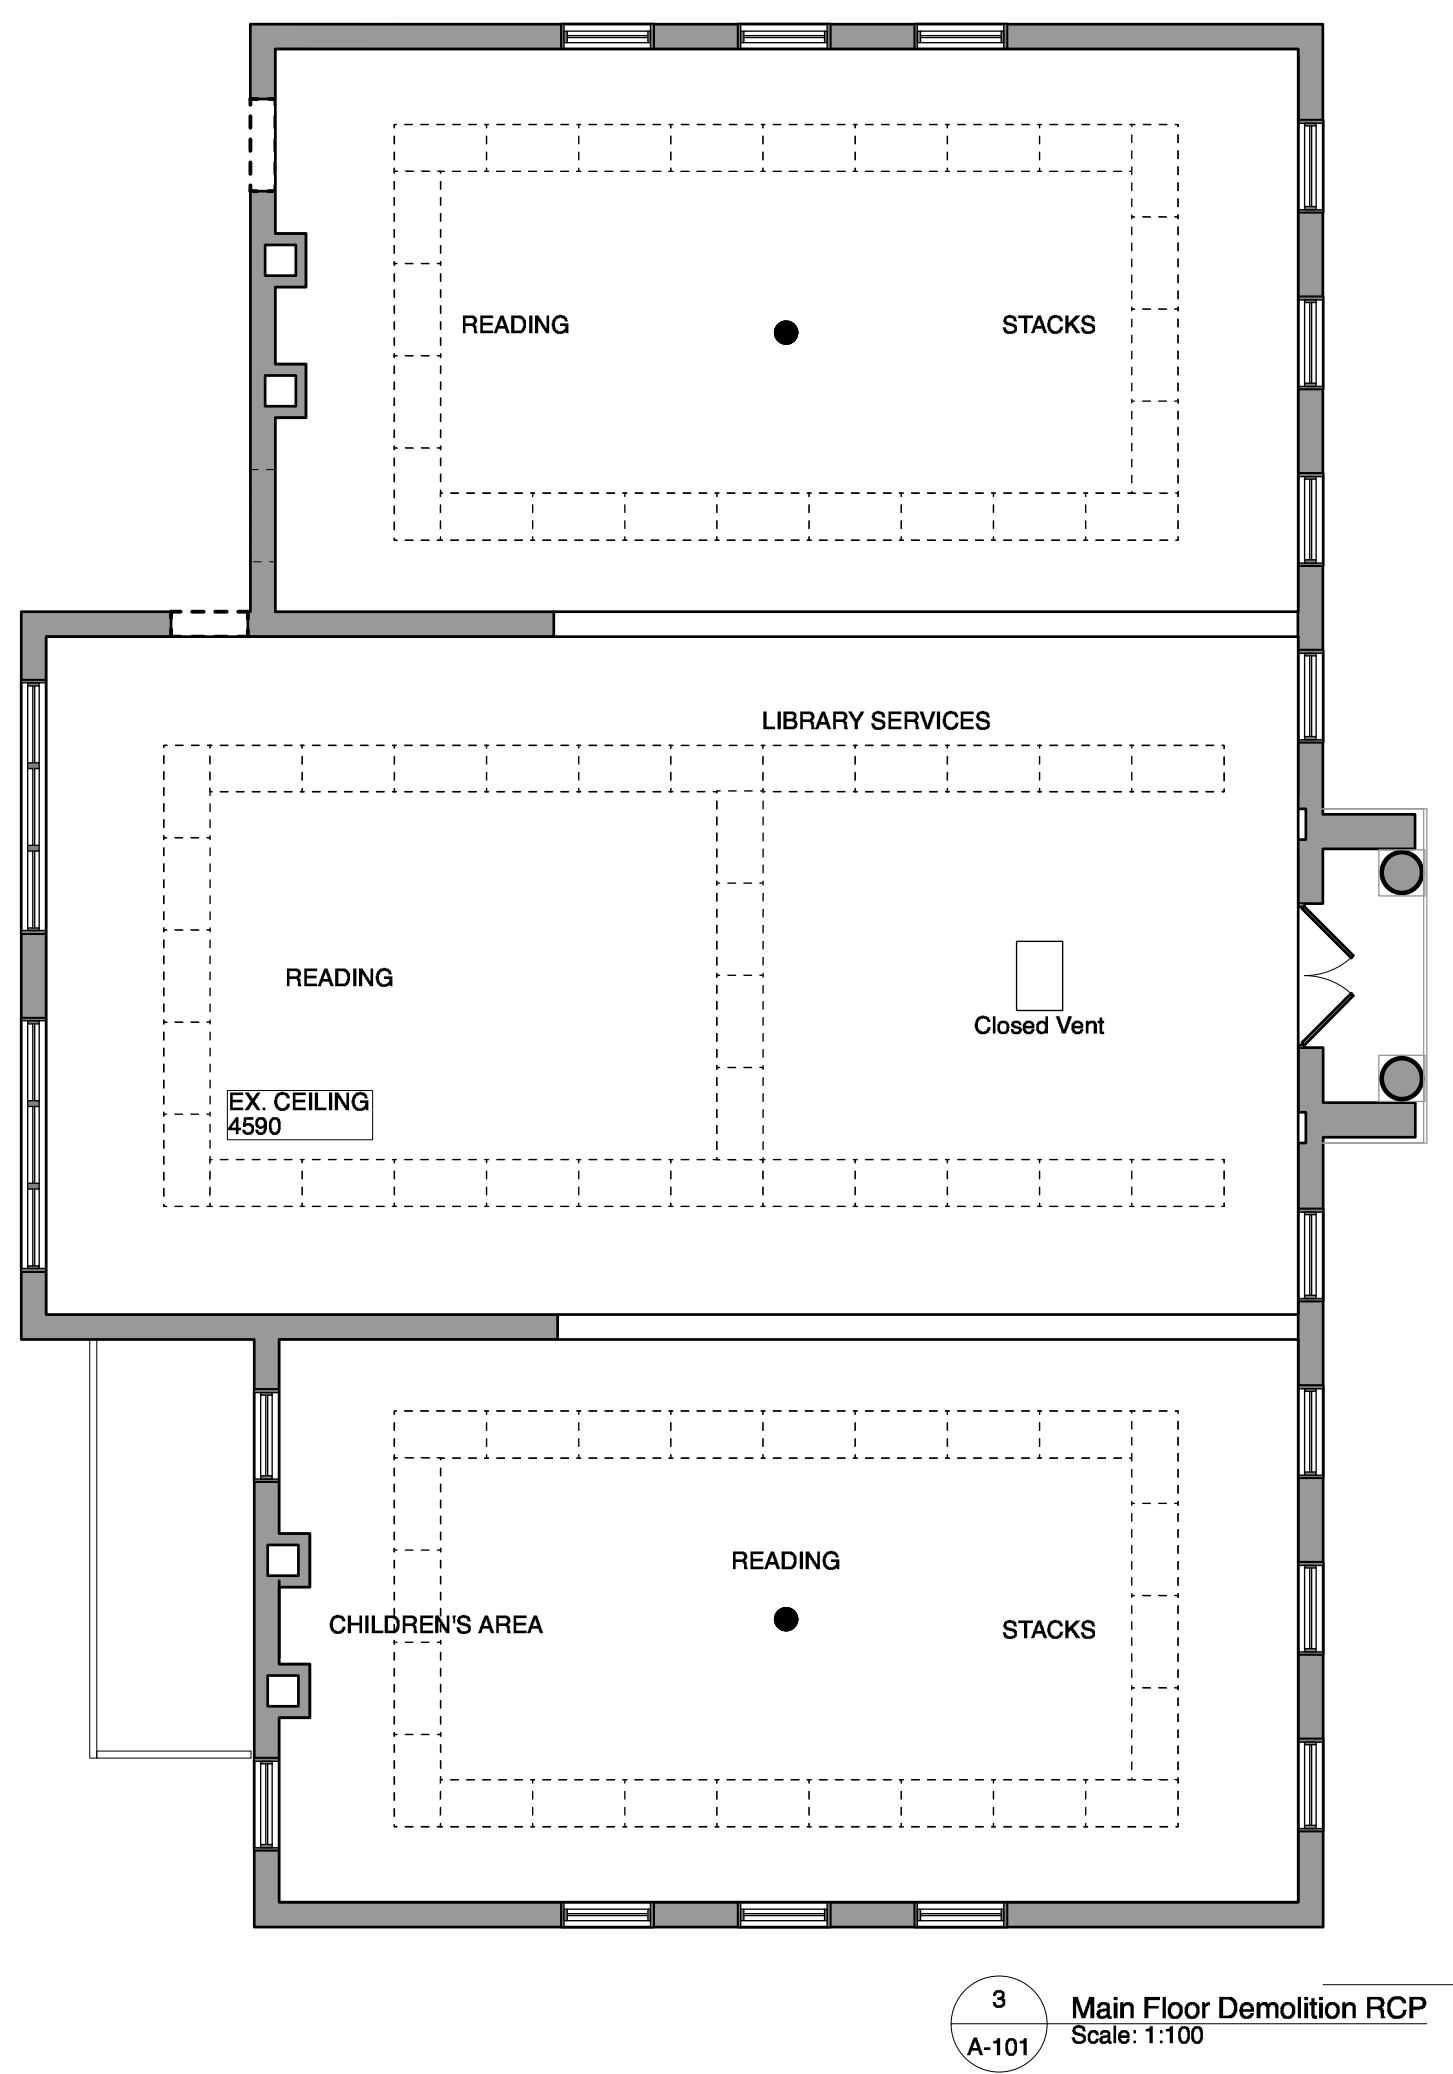 READING
STACKS
LIBRARY SERVICES
READING
Closed Vent
EX. CEILING
4590
READING
CHILDREN'S AREA
STACKS
3
A-101
Main Floor Demolition RCP
Scale: 1:100